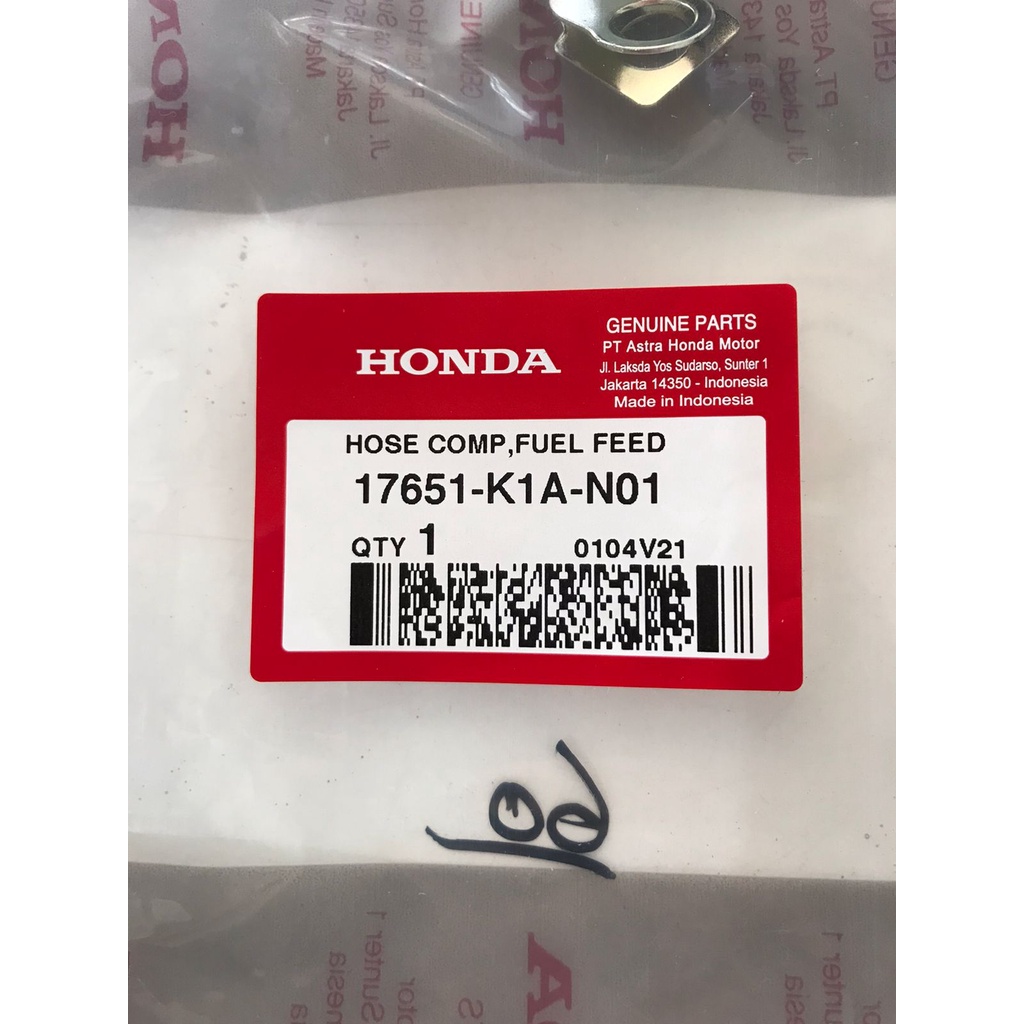 HONDA
GENUINE PARTS
PT Astra Honda Motor
Jl. Laksda Yos Sudarso, Sunter 1
Jakarta 14350 - Indonesia
Made in Indonesia
HOSE COMP,FUEL FEED
17651-K1A-N01
QTY 1
0104V21